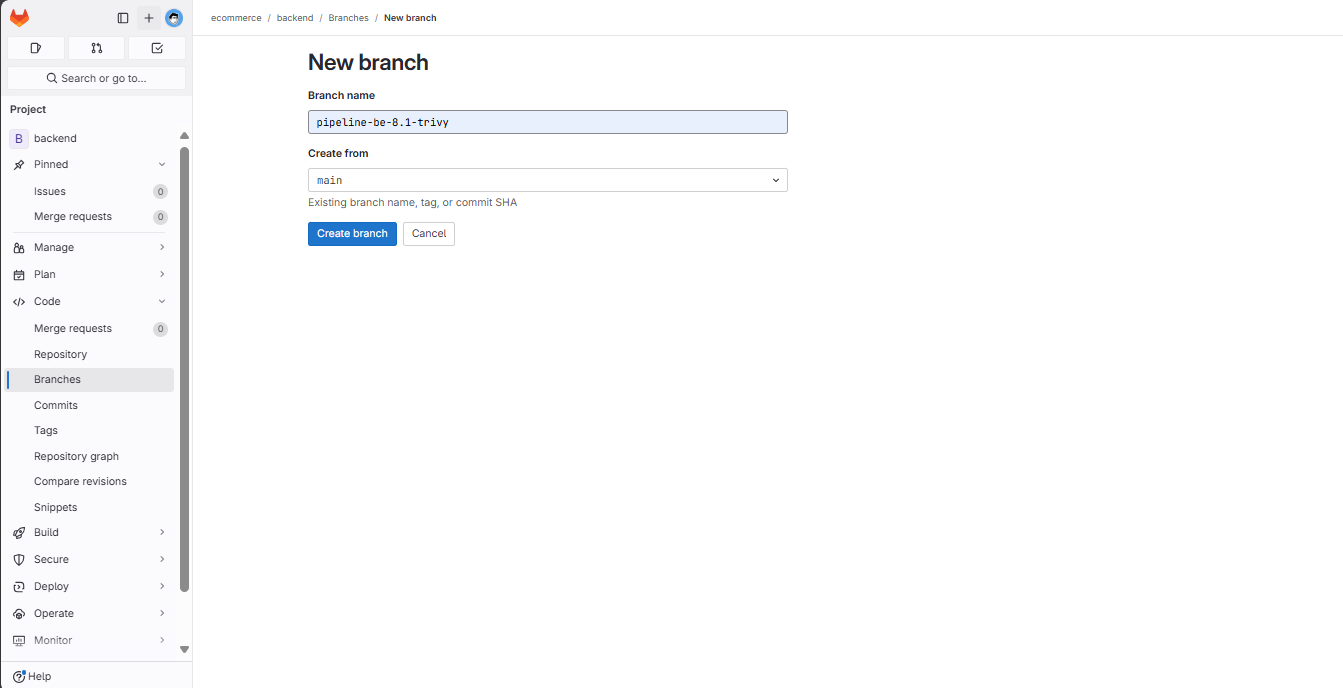 ecommerce / backend / Branches / New branch
Search or go to...
Project
B backend
Pinned
Issues 0
Merge requests 0
Manage
Plan
Code
Merge requests 0
Repository
Branches
Commits
Tags
Repository graph
Compare revisions
Snippets
Build
Secure
Deploy
Operate
Monitor
Help
New branch
Branch name
pipeline-be-8.1-trivy
Create from
main
Existing branch name, tag, or commit SHA
Create branch Cancel